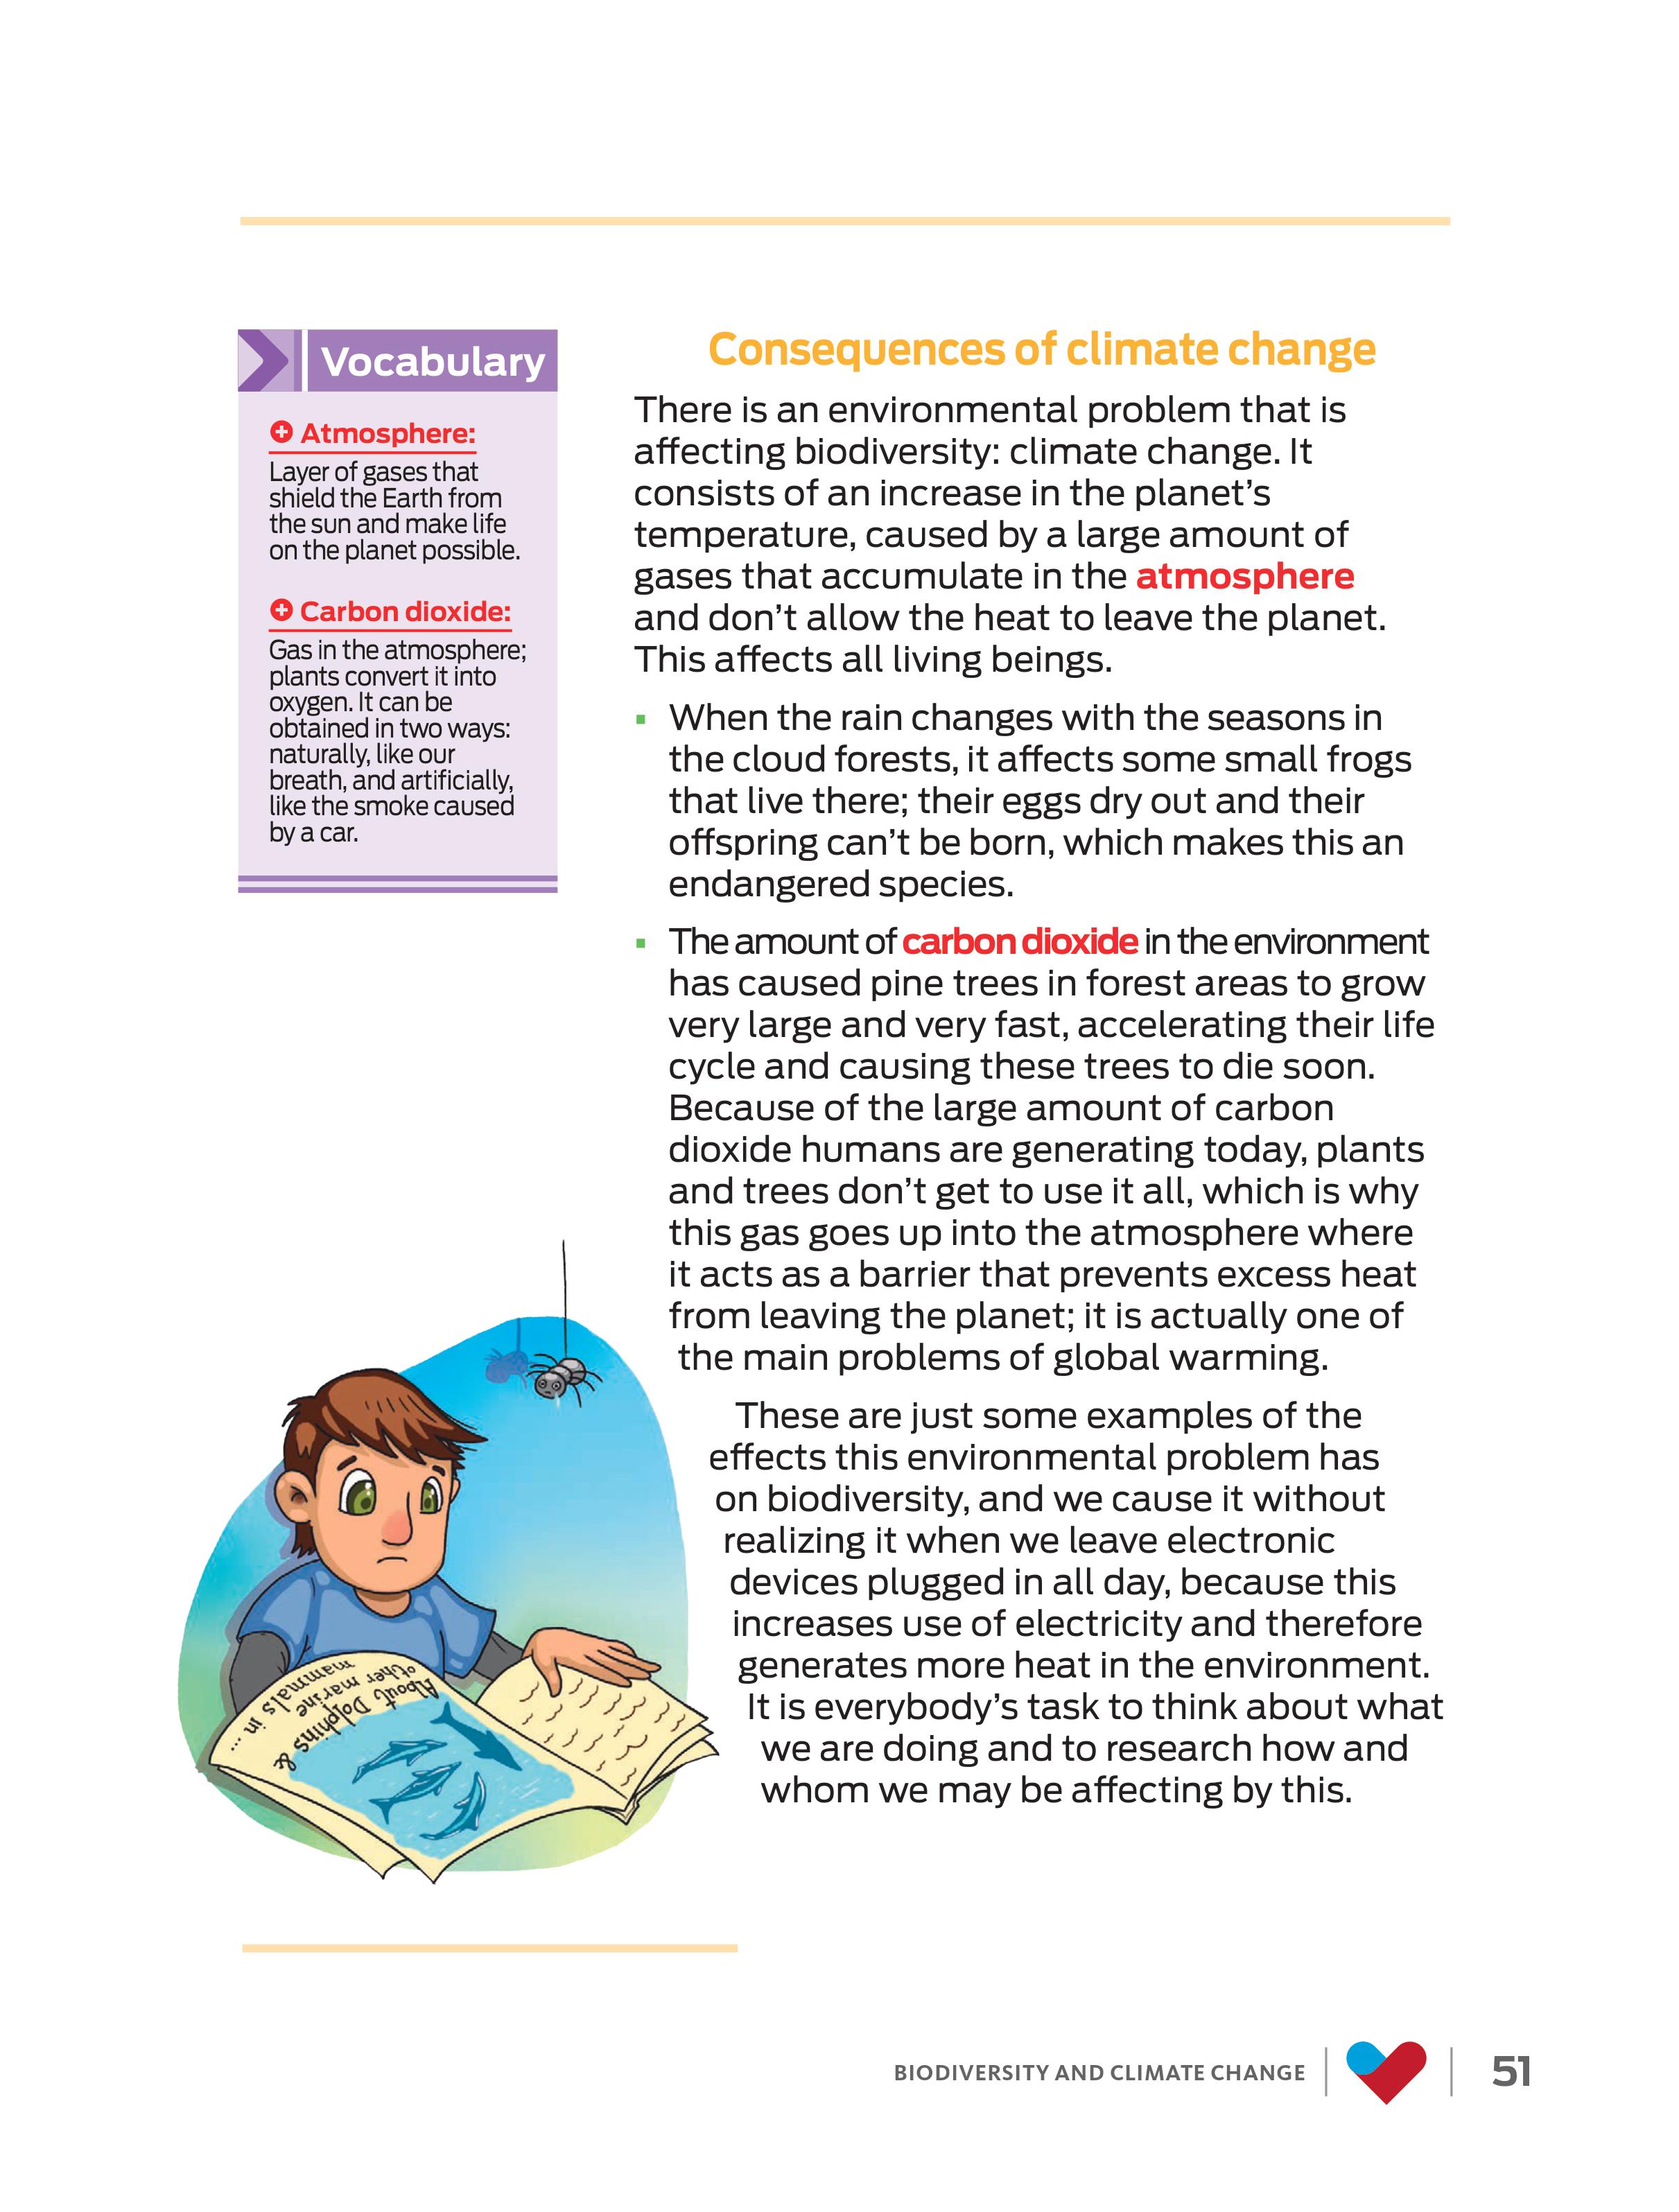 Vocabulary
Atmosphere:
Layer of gases that
shield the Earth from
the sun and make life
on the planet possible.
Carbon dioxide:
Gas in the atmosphere;
plants convert it into
oxygen. It can be
obtained in two ways:
naturally, like our
breath, and artificially,
like the smoke caused
by a car.
Consequences of climate change
There is an environmental problem that is
affecting biodiversity: climate change. It
consists of an increase in the planet's
temperature, caused by a large amount of
gases that accumulate in the atmosphere
and don't allow the heat to leave the planet.
This affects all living beings.
▪ When the rain changes with the seasons in
the cloud forests, it affects some small frogs
that live there; their eggs dry out and their
offspring can't be born, which makes this an
endangered species.
▪ The amount of carbon dioxide in the environment
has caused pine trees in forest areas to grow
very large and very fast, accelerating their life
cycle and causing these trees to die soon.
Because of the large amount of carbon
dioxide humans are generating today, plants
and trees don't get to use it all, which is why
this gas goes up into the atmosphere where
it acts as a barrier that prevents excess heat
from leaving the planet; it is actually one of
the main problems of global warming.
These are just some examples of the
effects this environmental problem has
on biodiversity, and we cause it without
realizing it when we leave electronic
devices plugged in all day, because this
increases use of electricity and therefore
generates more heat in the environment.
It is everybody's task to think about what
we are doing and to research how and
whom we may be affecting by this.
About Dolphins &
other marine
mammals in ...
BIODIVERSITY AND CLIMATE CHANGE
51